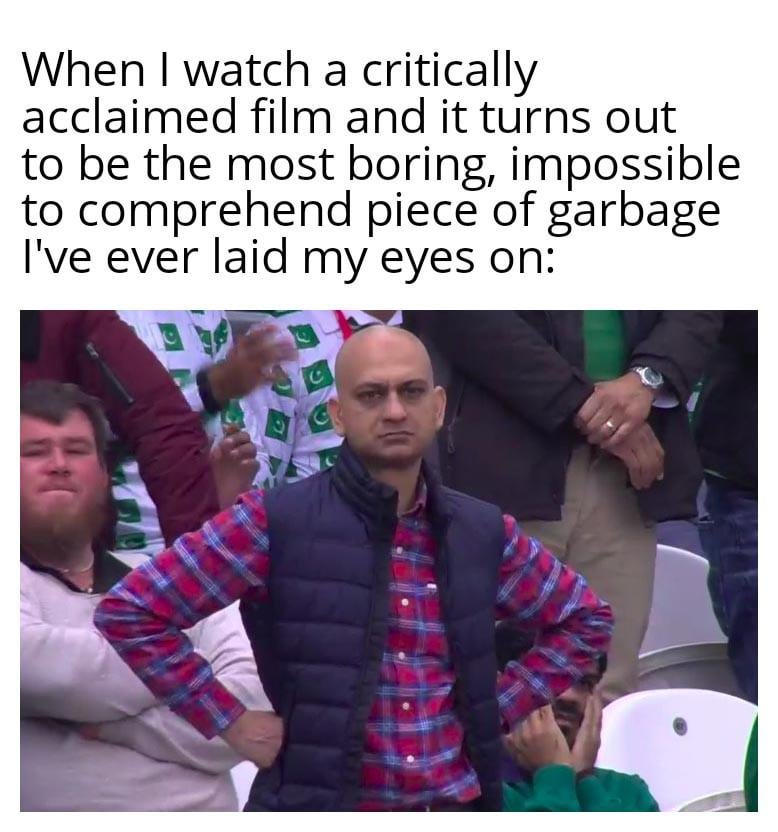 When I watch a critically
acclaimed film and it turns out
to be the most boring, impossible
to comprehend piece of garbage
I've ever laid my eyes on: